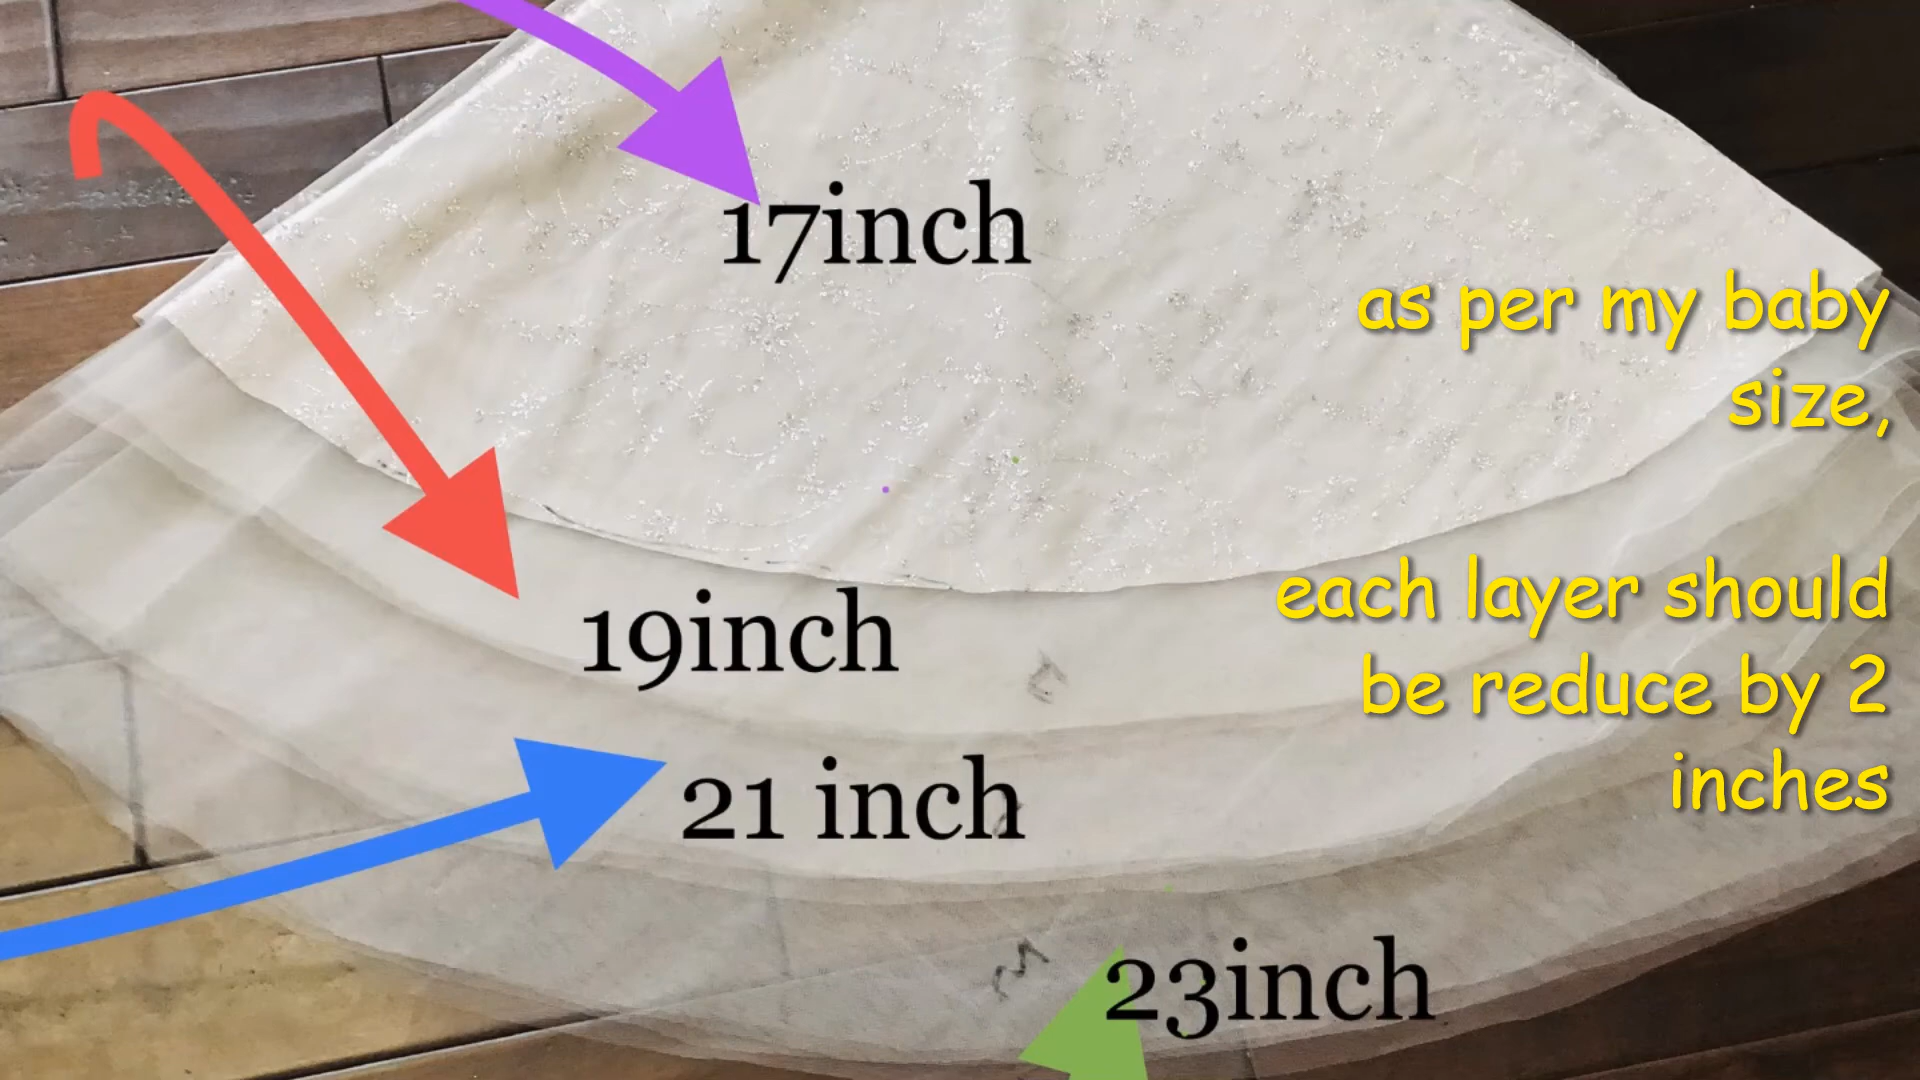 17inch
as per my baby
size,
19inch
each layer should
be reduce by 2
inches
21 inch
23inch